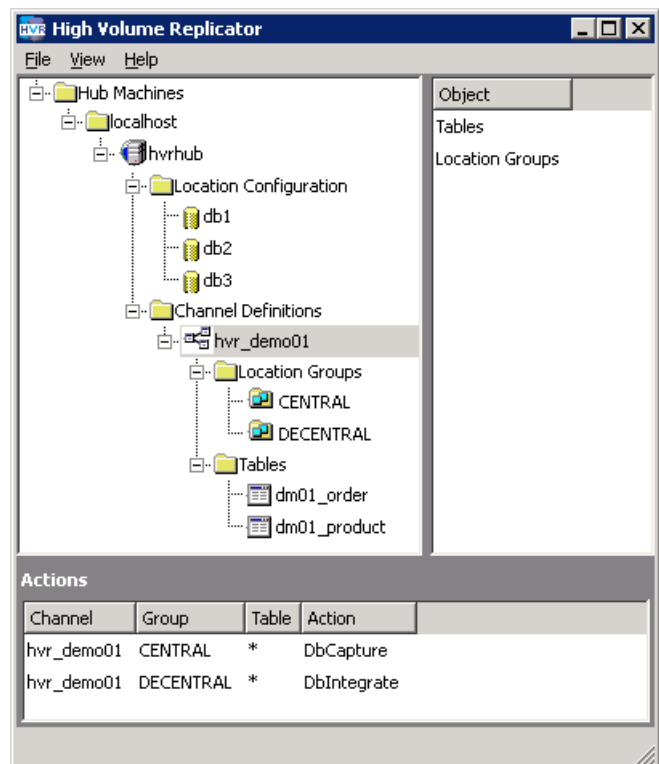 HVR High Volume Replicator
File View Help
Hub Machines
localhost
hvrhub
Location Configuration
db1
db2
db3
Channel Definitions
hvr_demo01
Location Groups
CENTRAL
DECENTRAL
Tables
dm01_order
dm01_product
Object
Tables
Location Groups
Actions
Channel Group Table Action
hvr_demo01 CENTRAL * DbCapture
hvr_demo01 DECENTRAL * DbIntegrate